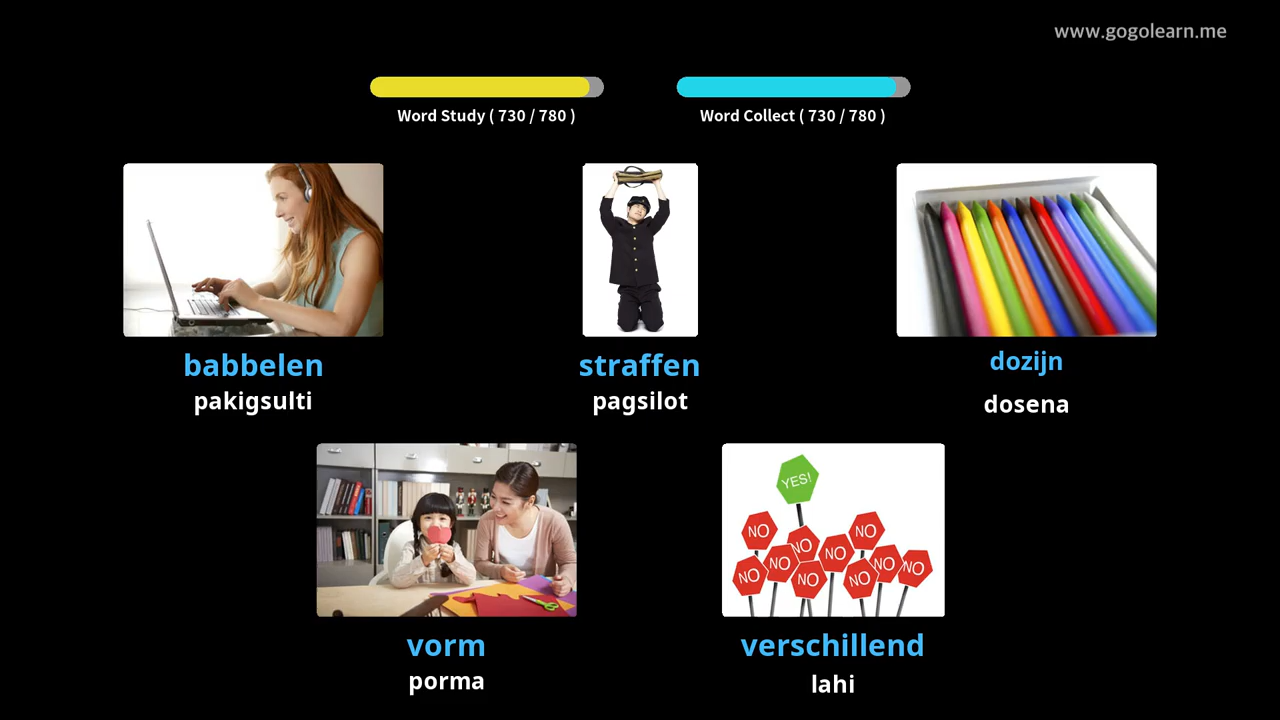 www.gogolearn.me
Word Study ( 730 / 780 )
Word Collect ( 730 / 780 )
babbelen
pakigsulti
straffen
pagsilot
dozijn
dosena
YES!
NO
NO
NO
NO
NO
NO
NO
NO
NO
NO
vorm
porma
verschillend
lahi